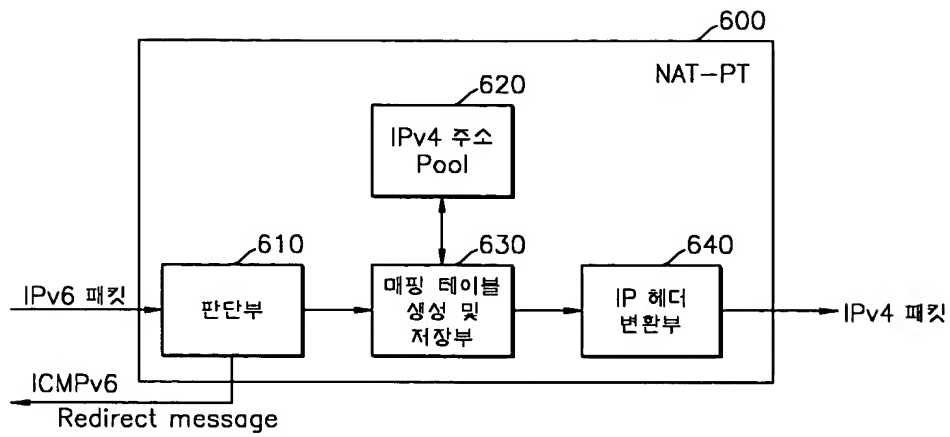 600
NAT-PT
620
IPv4 주소
Pool
610
630
640
IPv6 패킷
판단부
매핑 테이블
생성 및
저장부
IP 헤더
변환부
IPv4 패킷
ICMPv6
Redirect message